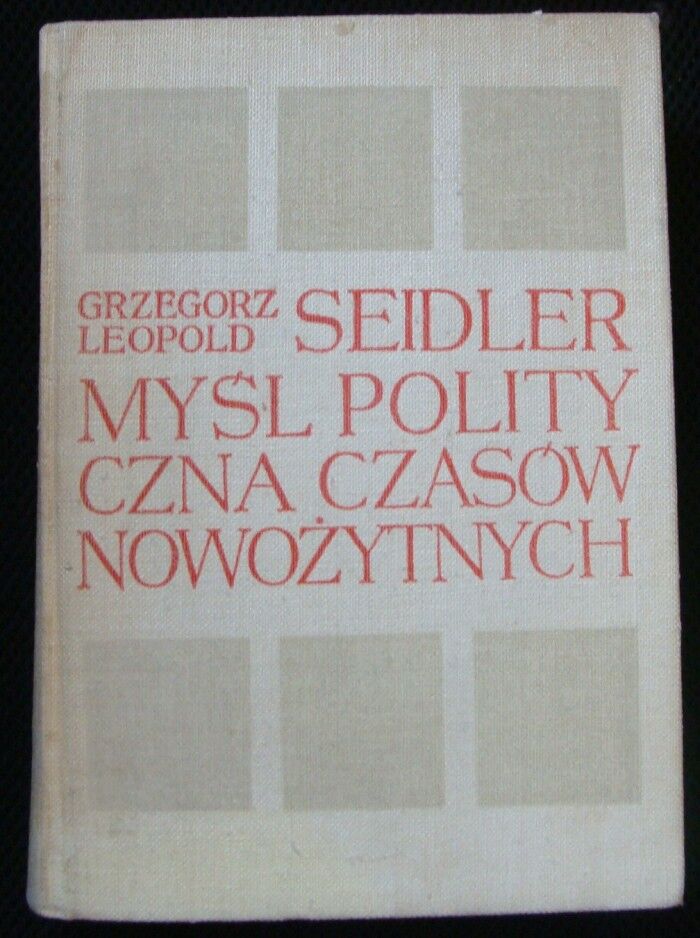 GRZEGORZ
LEOPOLD SEIDLER
MYŚL POLITY
CZNA CZASÓW
NOWOŻYTNYCH